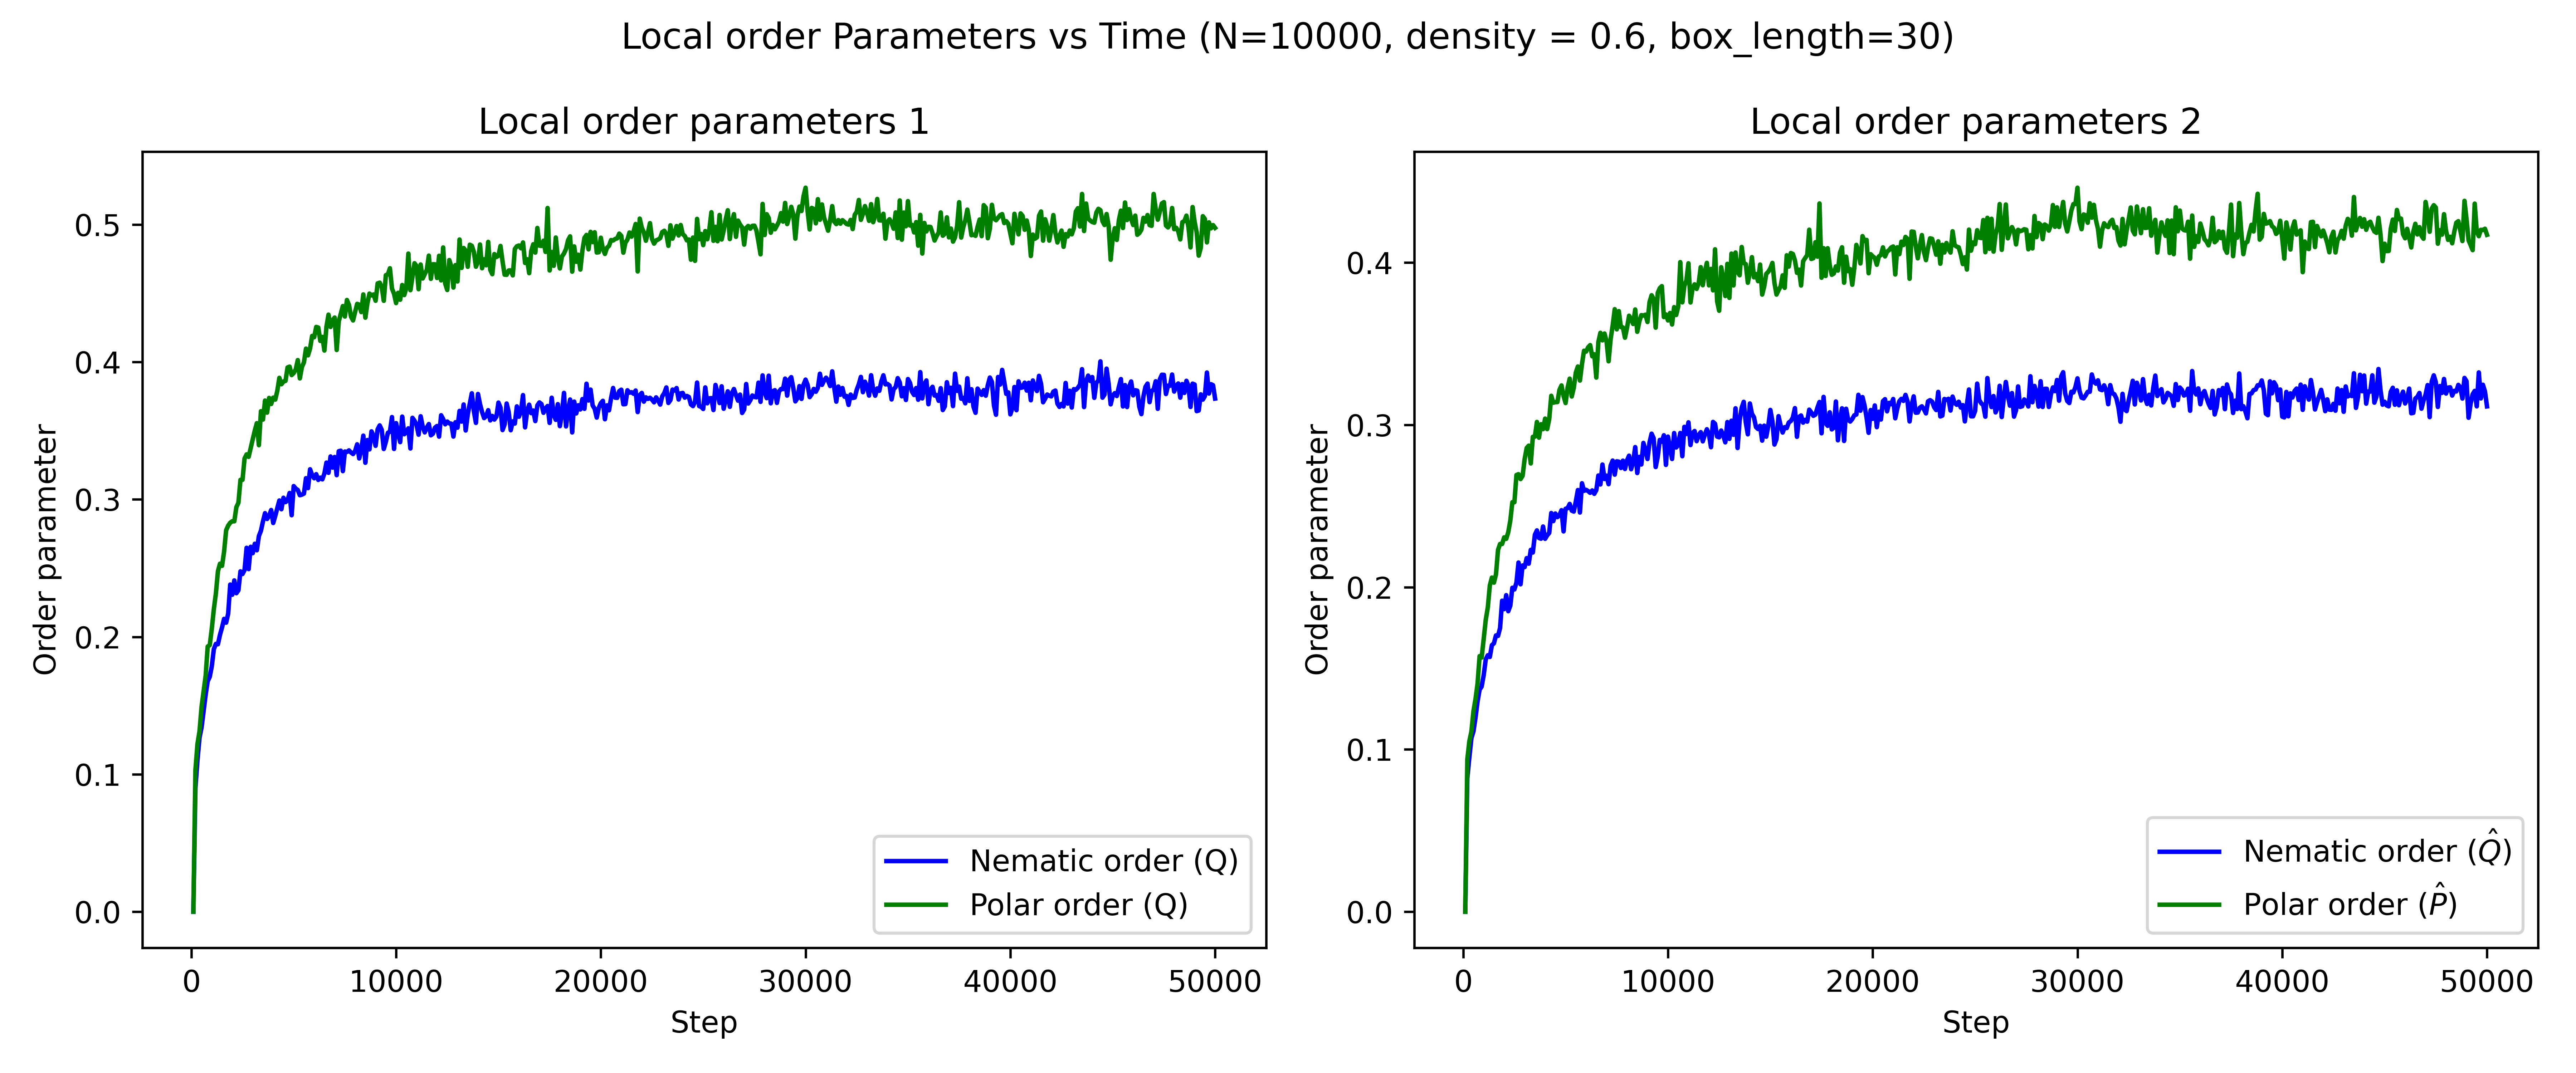 Local order Parameters vs Time (N=10000, density = 0.6, box_length=30)
Local order parameters 1
Order parameter
0.5
0.4
0.3
0.2
0.1
0.0
Nematic order (Q)
Polar order (Q)
0 10000 20000 30000 40000 50000
Step
Local order parameters 2
Order parameter
0.4
0.3
0.2
0.1
0.0
Nematic order (Q̂)
Polar order (P̂)
0 10000 20000 30000 40000 50000
Step